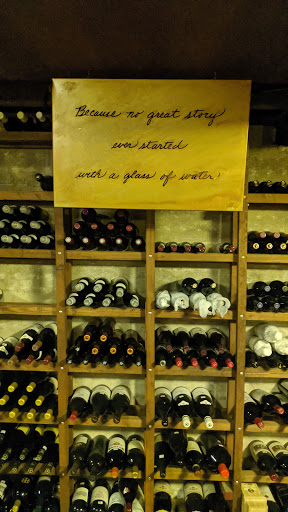 Because no great story
ever started
with a glass of water!